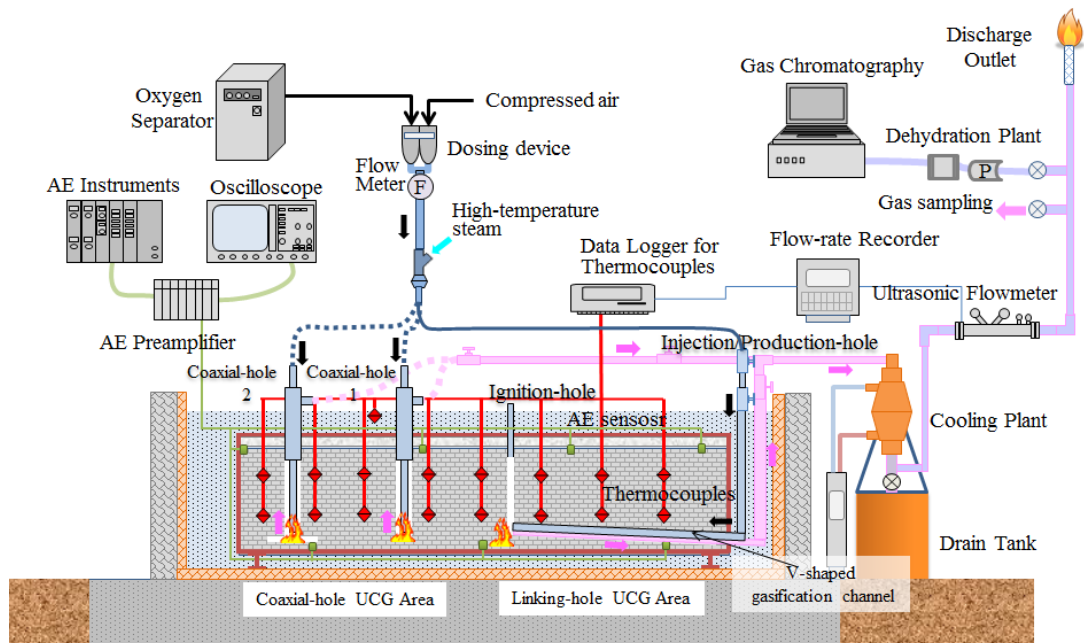 Discharge
Outlet
Gas Chromatography
Oxygen
Separator
Compressed air
Dosing device
Dehydration Plant
P
Flow
Meter
F
AE Instruments
Oscilloscope
High-temperature
steam
Gas sampling
Data Logger for
Thermocouples
Flow-rate Recorder
Ultrasonic Flowmeter
AE Preamplifier
Injection/Production-hole
Coaxial-hole
2
Coaxial-hole
1
Ignition-hole
AE sensosr
Cooling Plant
Thermocouples
Drain Tank
V-shaped
gasification channel
Coaxial-hole UCG Area
Linking-hole UCG Area